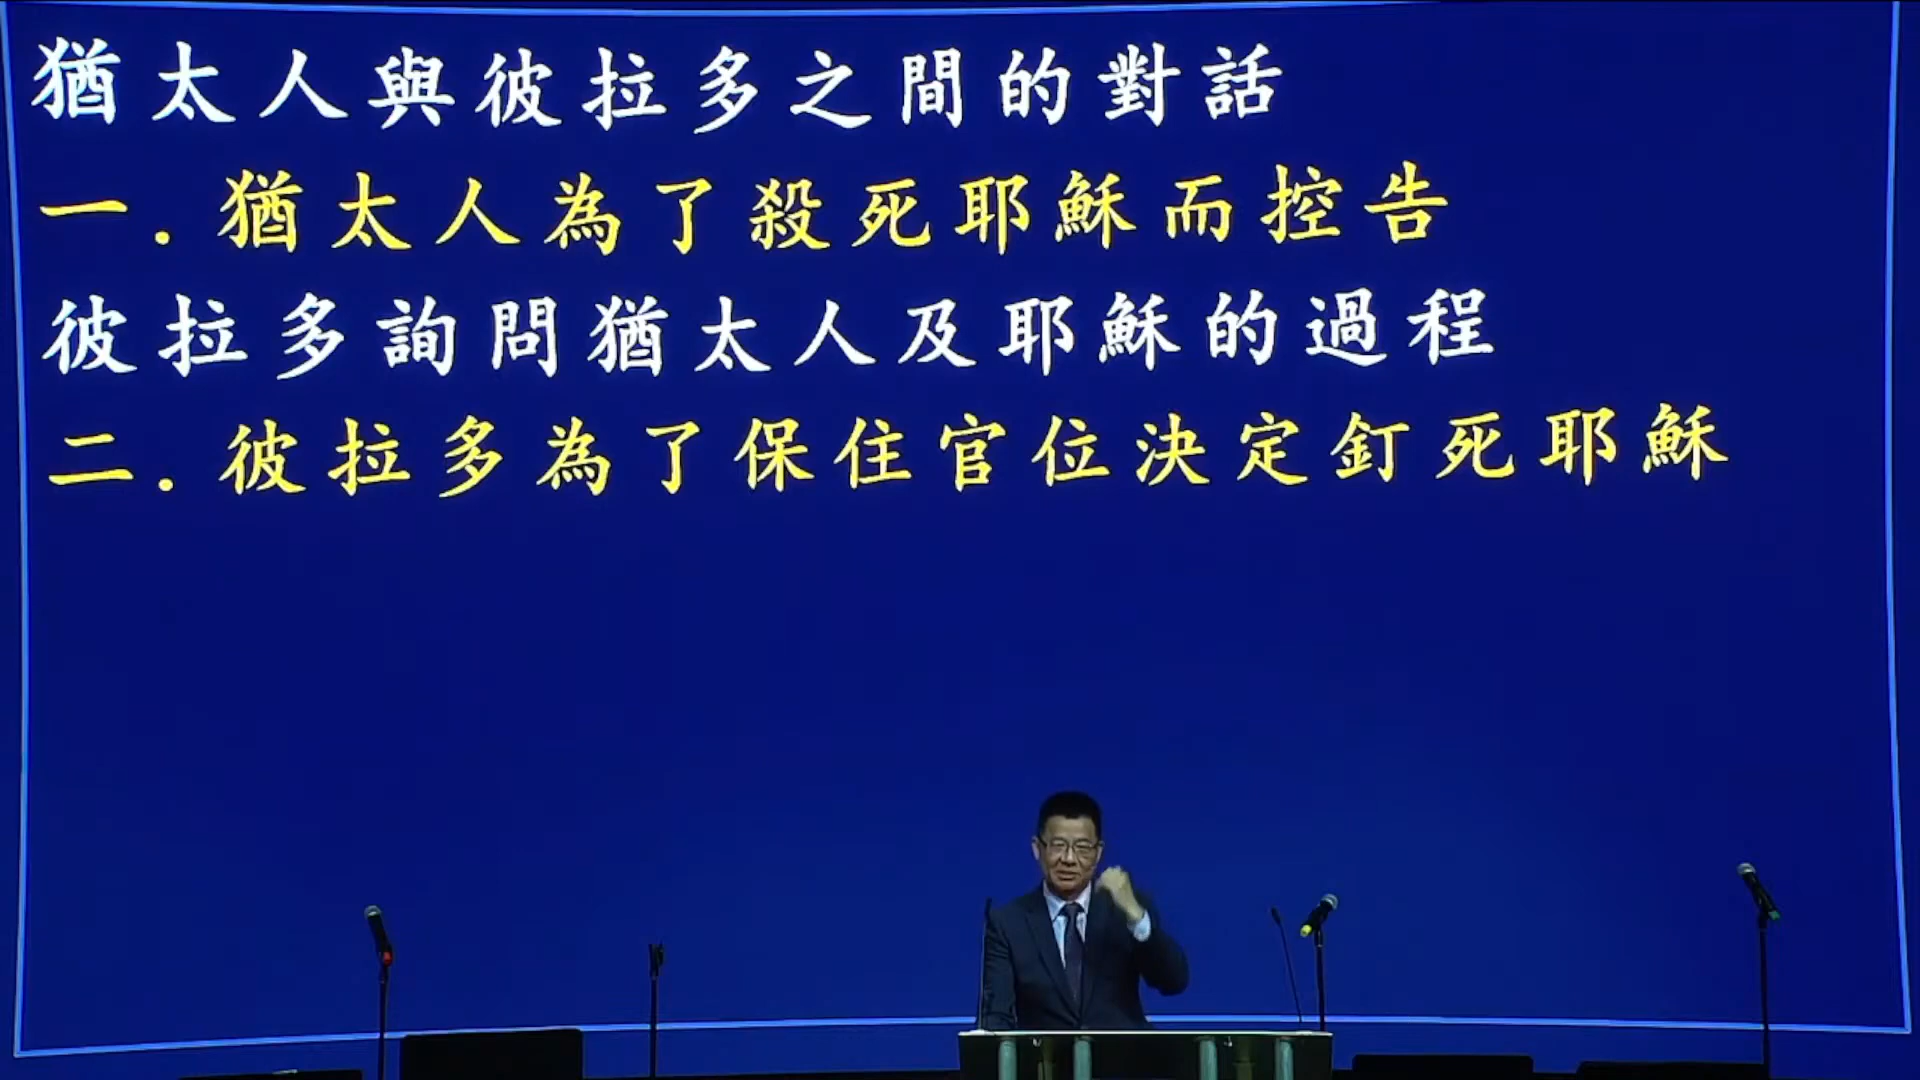 猶太人與彼拉多之間的對話
一.猶太人為了殺死耶穌而控告
彼拉多詢問猶太人及耶穌的過程
二.彼拉多為了保住官位決定釘死耶穌